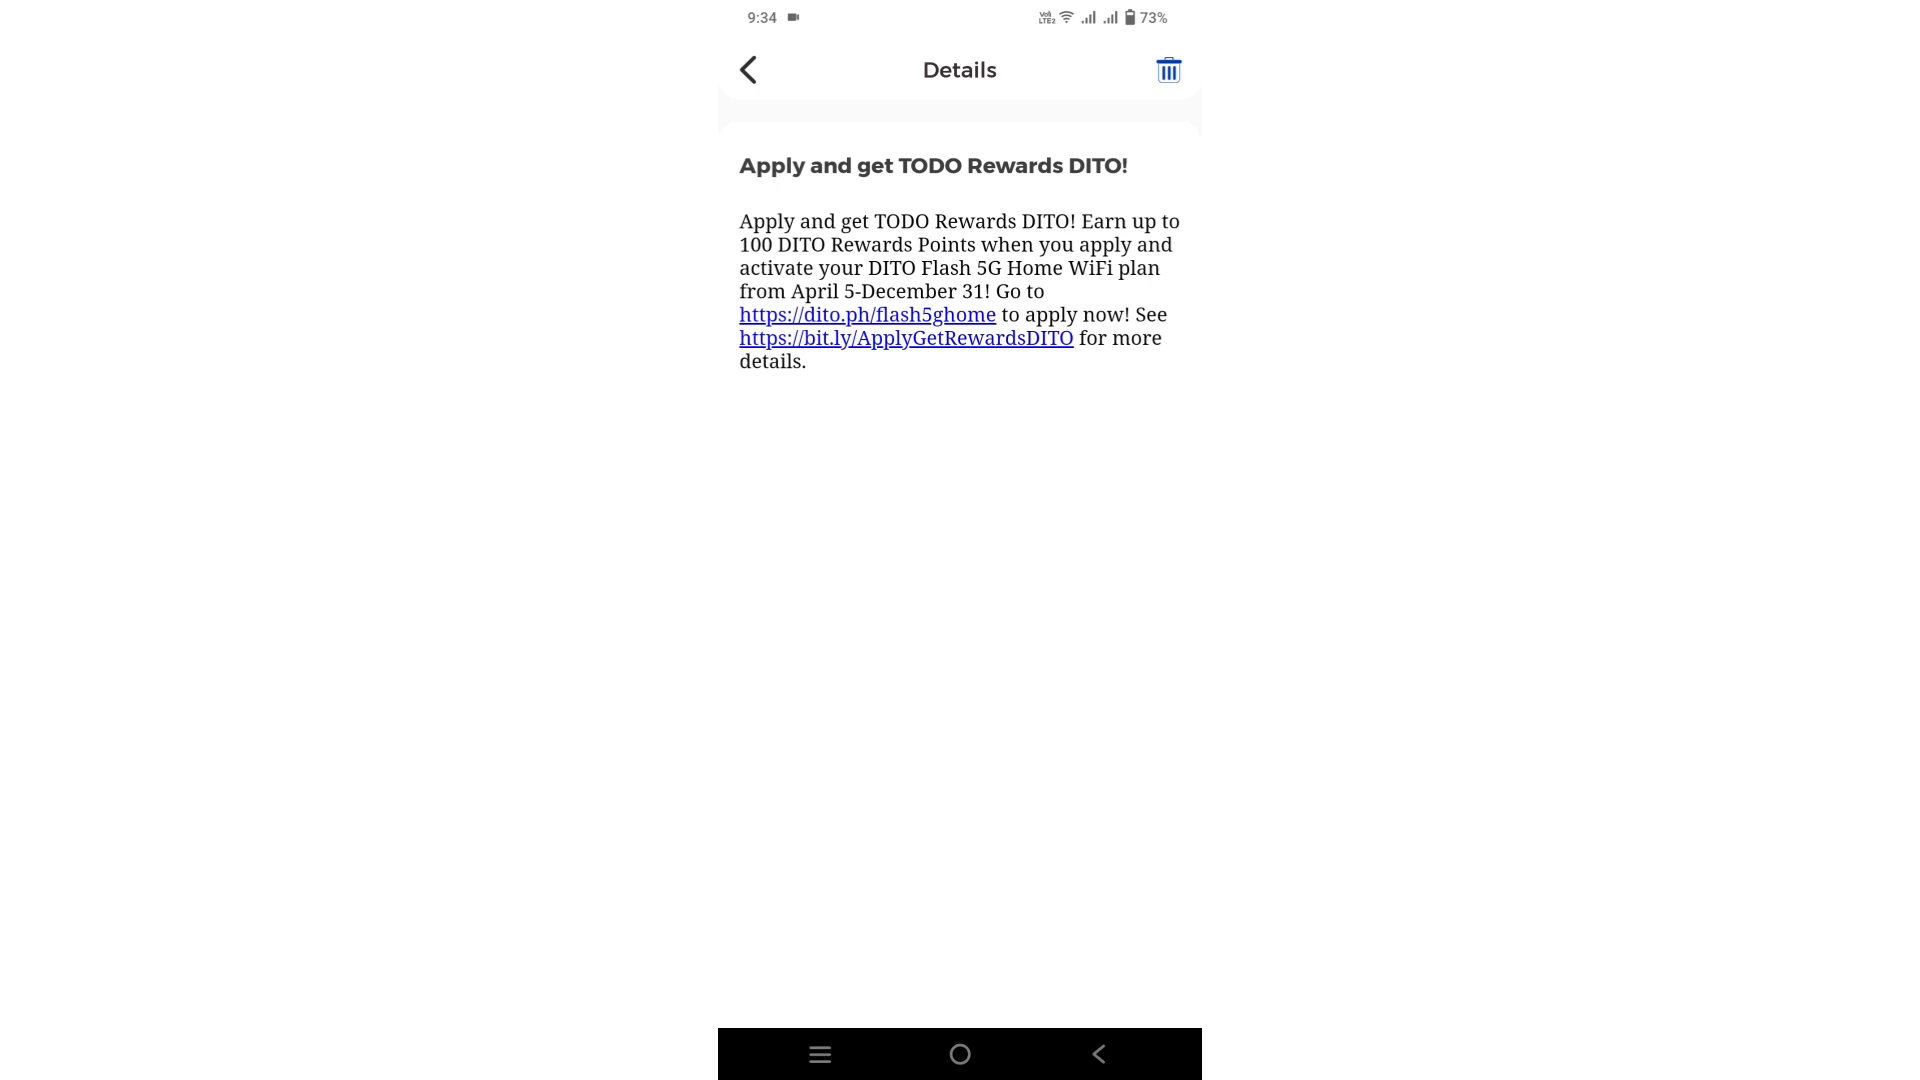 9:34
73%
Details
Apply and get TODO Rewards DITO!
Apply and get TODO Rewards DITO! Earn up to
100 DITO Rewards Points when you apply and
activate your DITO Flash 5G Home WiFi plan
from April 5-December 31! Go to
https://dito.ph/flash5ghome to apply now! See
https://bit.ly/ApplyGetRewardsDITO for more
details.